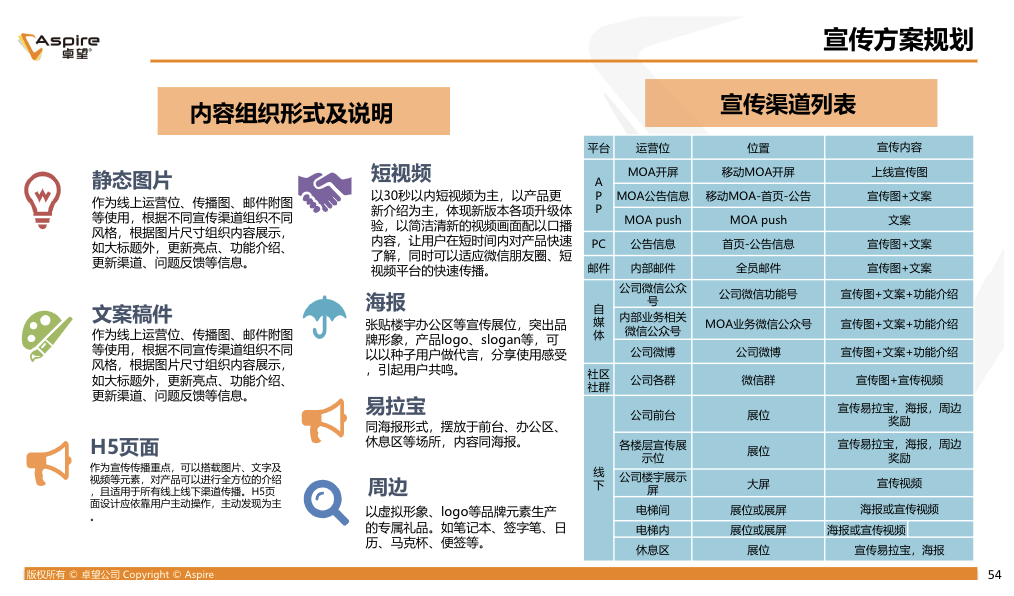 Aspire
卓望®
宣传方案规划
内容组织形式及说明
静态图片
作为线上运营位、传播图、邮件附图
等使用，根据不同宣传渠道组织不同
风格，根据图片尺寸组织内容展示，
如大标题外，更新亮点、功能介绍、
更新渠道、问题反馈等信息。
文案稿件
作为线上运营位、传播图、邮件附图
等使用，根据不同宣传渠道组织不同
风格，根据图片尺寸组织内容展示，
如大标题外，更新亮点、功能介绍、
更新渠道、问题反馈等信息。
H5页面
作为宣传传播重点，可以搭载图片、文字及
视频等元素，对产品可以进行全方位的介绍
，且适用于所有线上线下渠道传播。H5页
面设计应依靠用户主动操作，主动发现为主
。
短视频
以30秒以内短视频为主，以产品更
新介绍为主，体现新版本各项升级体
验，以简洁清新的视频画面配以口播
内容，让用户在短时间内对产品快速
了解，同时可以适应微信朋友圈、短
视频平台的快速传播。
海报
张贴楼宇办公区等宣传展位，突出品
牌形象，产品logo、slogan等，可
以以种子用户做代言，分享使用感受
，引起用户共鸣。
易拉宝
同海报形式，摆放于前台、办公区、
休息区等场所，内容同海报。
周边
以虚拟形象、logo等品牌元素生产
的专属礼品。如笔记本、签字笔、日
历、马克杯、便签等。
宣传渠道列表
平台 运营位 位置 宣传内容
APP MOA开屏 移动MOA开屏 上线宣传图
MOA公告信息 移动MOA-首页-公告 宣传图+文案
MOA push MOA push 文案
PC 公告信息 首页-公告信息 宣传图+文案
邮件 内部邮件 全员邮件 宣传图+文案
自媒体 公司微信公众号 公司微信功能号 宣传图+文案+功能介绍
内部业务相关微信公众号 MOA业务微信公众号 宣传图+文案+功能介绍
公司微博 公司微博 宣传图+文案+功能介绍
社区社群 公司各群 微信群 宣传图+宣传视频
线下 公司前台 展位 宣传易拉宝，海报，周边奖励
各楼层宣传展示位 展位 宣传易拉宝，海报，周边奖励
公司楼宇展示屏 大屏 宣传视频
电梯间 展位或展屏 海报或宣传视频
电梯内 展位或展屏 海报或宣传视频
休息区 展位 宣传易拉宝，海报
版权所有 © 卓望公司 Copyright © Aspire
54